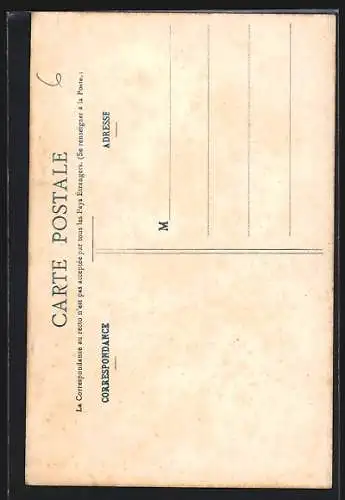 6
CARTE POSTALE
La Correspondance au recto n'est pas acceptée par tous les Pays Étrangers. (Se renseigner à la Poste.)
CORRESPONDANCE
ADRESSE
M